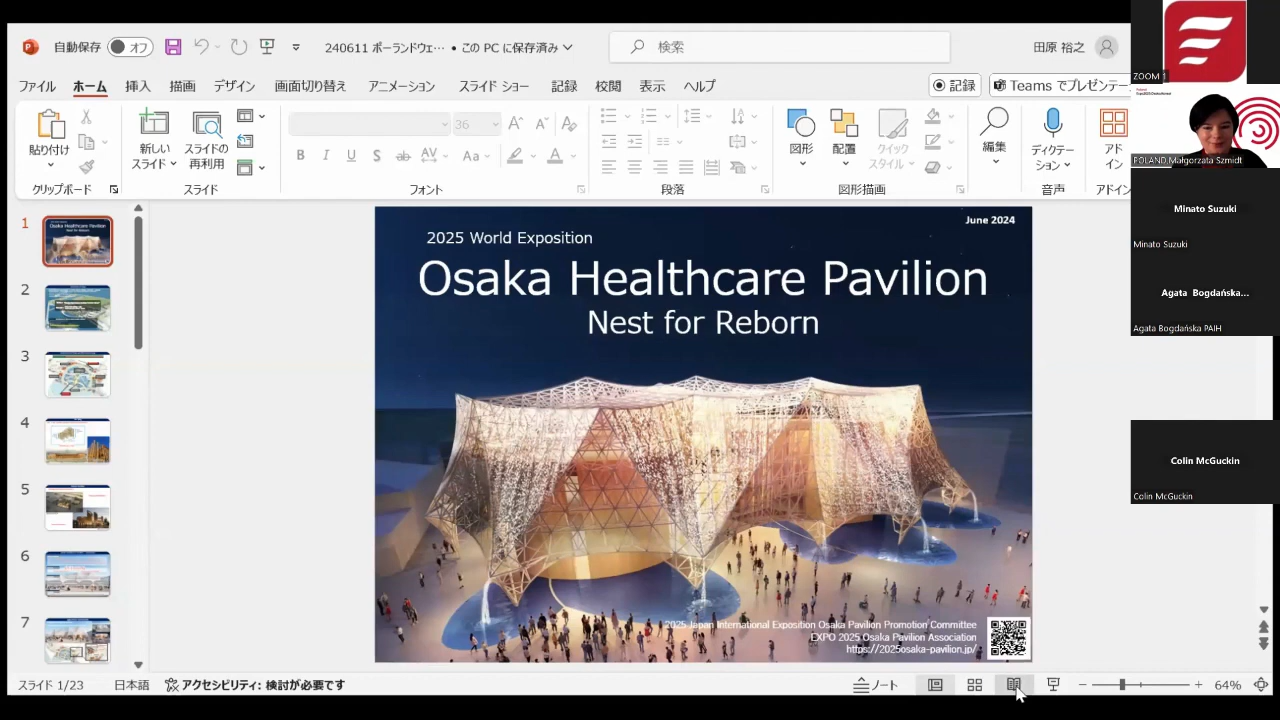 自動保存
オフ
240611 ポーランドウェ… • この PC に保存済み
検索
田原 裕之
ファイル
ホーム
挿入
描画
デザイン
画面切り替え
アニメーション
スライド ショー
記録
校閲
表示
ヘルプ
記録
Teams でプレゼンテー
貼り付け
新しい
スライド
スライドの
再利用
36
B I U S ab AV Aa A
図形
配置
クイック
スタイル
編集
ディクテー
ション
アド
イン
クリップボード
スライド
フォント
段落
図形描画
音声
アドイン
1
2
3
4
5
6
7
June 2024
2025 World Exposition
Osaka Healthcare Pavilion
Nest for Reborn
2025 Japan International Exposition Osaka Pavilion Promotion Committee
EXPO 2025 Osaka Pavilion Association
https://2025osaka-pavilion.jp/
ZOOM 1
POLAND Małgorzata Szmidt
Minato Suzuki
Minato Suzuki
Agata Bogdańska...
Agata Bogdańska PAIH
Colin McGuckin
Colin McGuckin
スライド 1/23
日本語
アクセシビリティ: 検討が必要です
ノート
64%